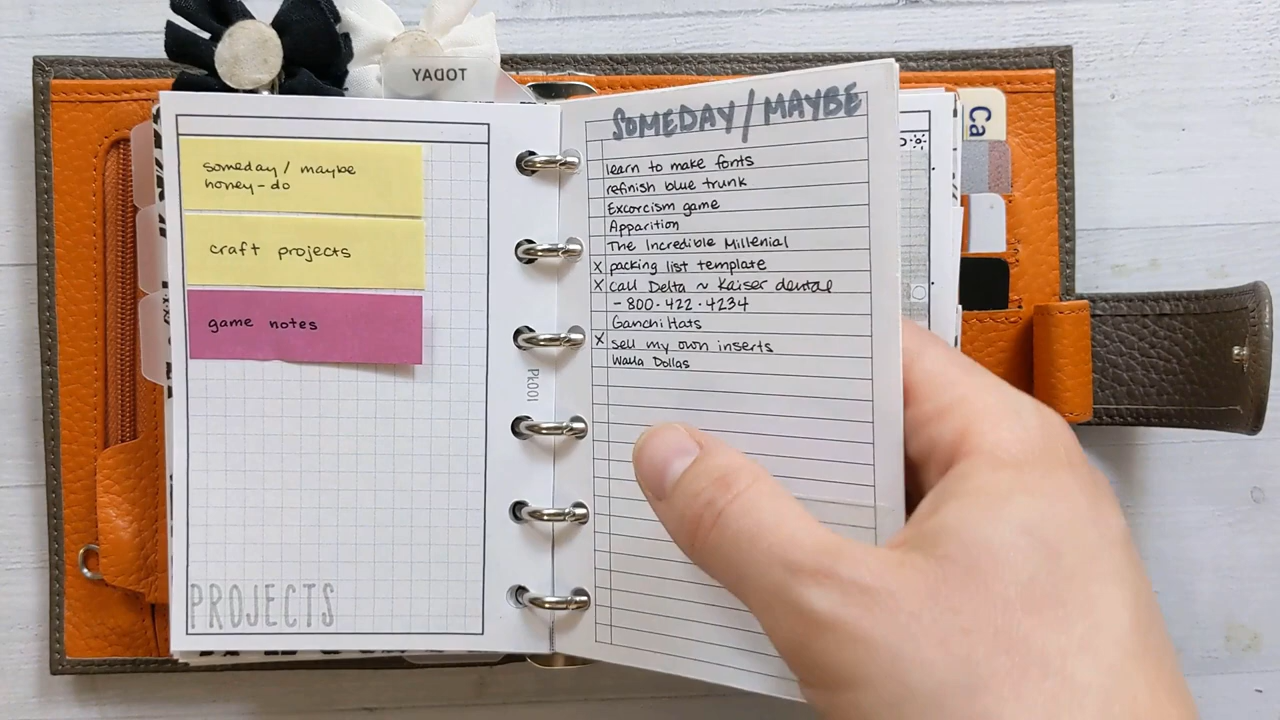 YADOT
someday / maybe
honey-do
craft projects
game notes
PROJECTS
PK001
SOMEDAY / MAYBE
learn to make fonts
refinish blue trunk
Excorcism game
Apparition
The Incredible Millenial
x packing list template
x call Delta ~ Kaiser dental
- 800 · 422 · 4234
Ganchi Hats
x sell my own inserts
Walla Dollas
Ca